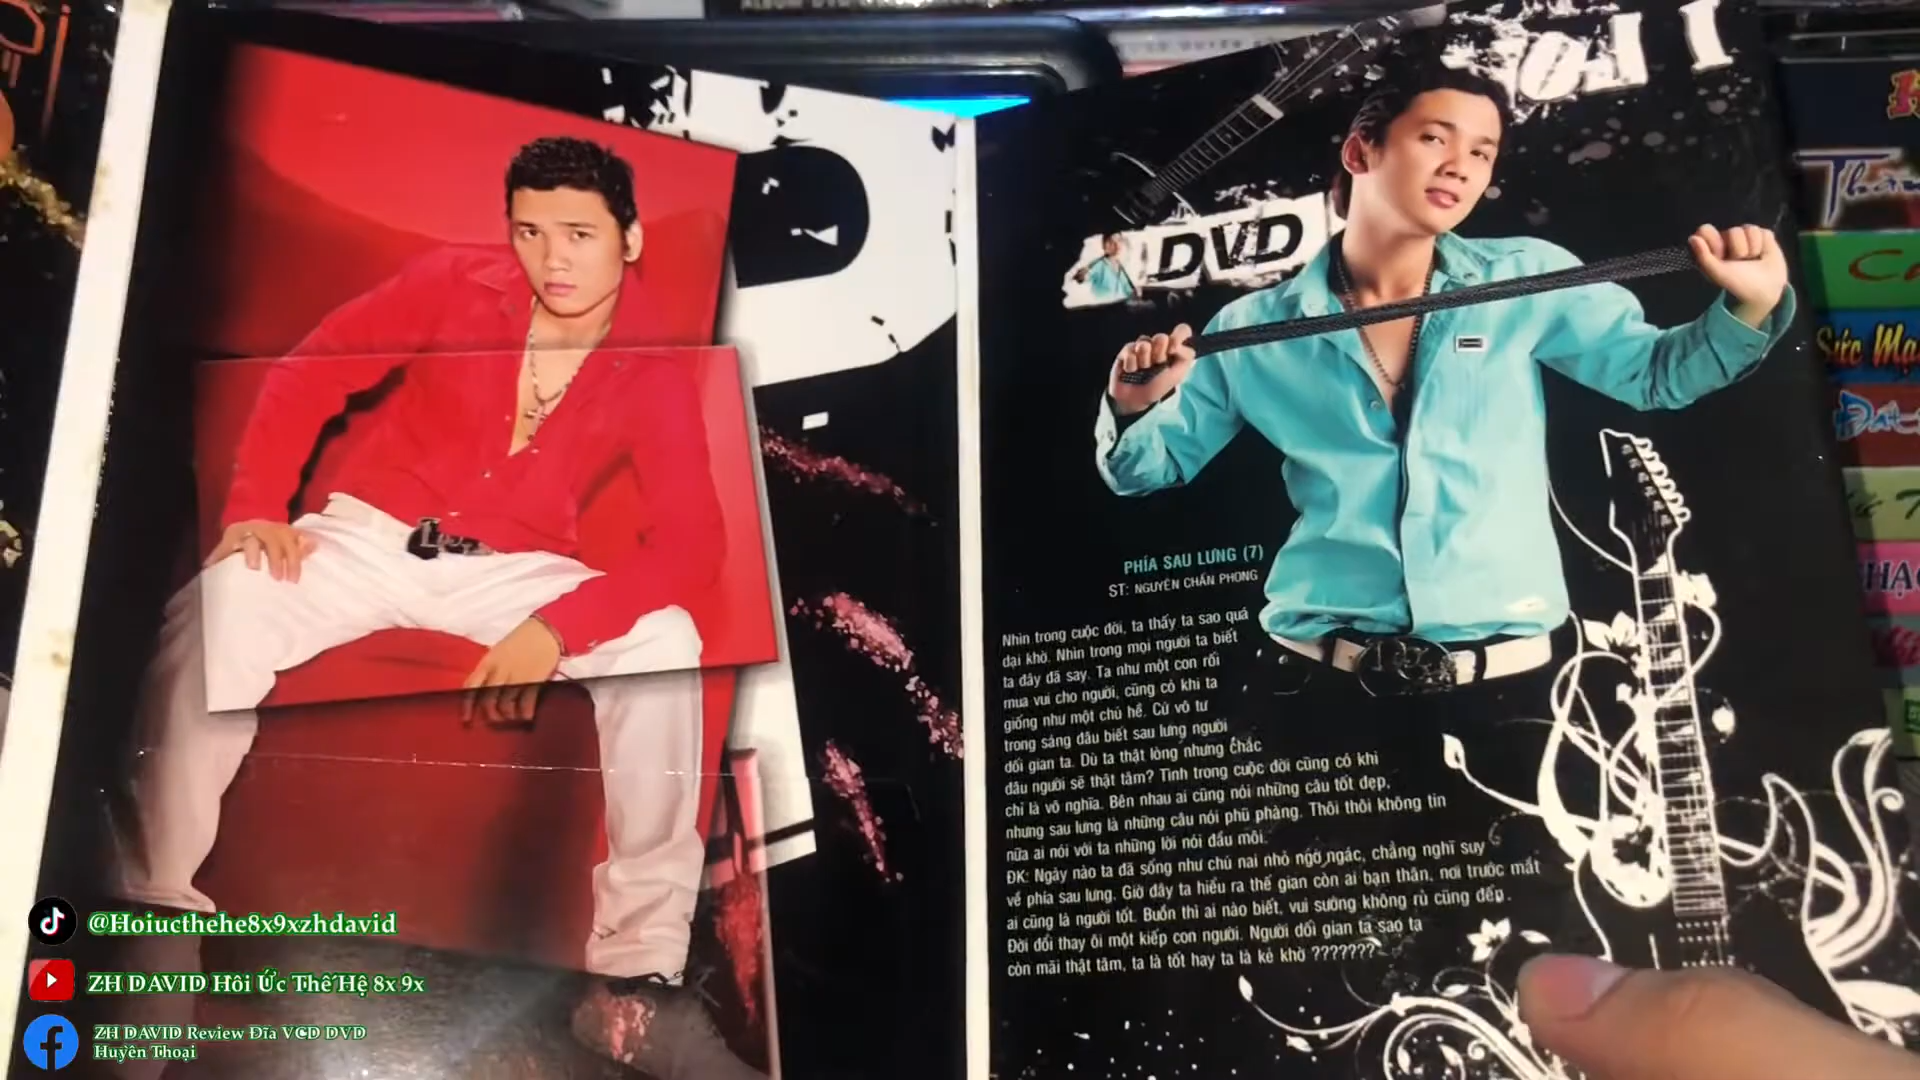 ALBUM DVD
Vol 1
DVD
PHÍA SAU LƯNG (7)
ST: NGUYÊN CHẤN PHONG
Nhìn trong cuộc đời, ta thấy ta sao quá
dại khờ. Nhìn trong mọi người ta biết
ta đây đã say. Ta như một con rối
mua vui cho người, cũng có khi ta
giống như một chú hề. Cứ vô tư
trong sáng đâu biết sau lưng người
dối gian ta. Dù ta thật lòng nhưng chắc
đâu người sẽ thật tâm? Tình trong cuộc đời cũng có khi
chỉ là vô nghĩa. Bên nhau ai cũng nói những câu tốt đẹp,
nhưng sau lưng là những câu nói phũ phàng. Thôi thôi không tin
nữa ai nói với ta những lời nói đầu môi.
ĐK: Ngày nào ta đã sống như chú nai nhỏ ngơ ngác, chẳng nghĩ suy
về phía sau lưng. Giờ đây ta hiểu ra thế gian còn ai bạn thân, nơi trước mắt
ai cũng là người tốt. Buồn thì ai nào biết, vui sướng không rủ cũng đến.
Đời đổi thay ôi một kiếp con người. Người dối gian ta sao ta
còn mãi thật tâm, ta là tốt hay ta là kẻ khờ ???????
Sức Mạ
@Hoiucthehe8x9xzhdavid
ZH DAVID Hồi Ức Thế Hệ 8x 9x
ZH DAVID Review Đĩa VCD DVD
Huyền Thoại